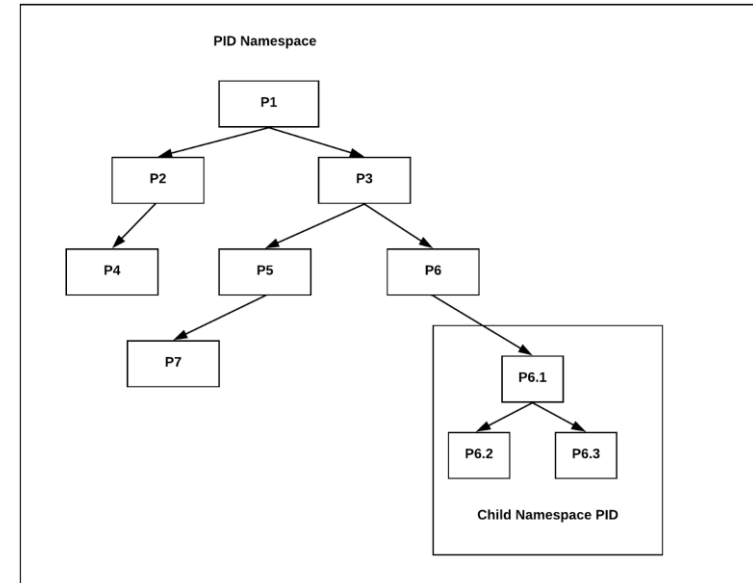 PID Namespace
P1
P2
P3
P4
P5
P6
P7
P6.1
P6.2
P6.3
Child Namespace PID